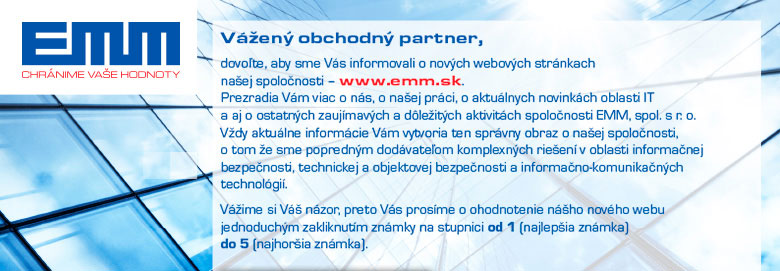 EMM
CHRÁNIME VAŠE HODNOTY
Vážený obchodný partner,
dovoľte, aby sme Vás informovali o nových webových stránkach
našej spoločnosti – www.emm.sk.
Prezradia Vám viac o nás, o našej práci, o aktuálnych novinkách oblasti IT
a aj o ostatných zaujímavých a dôležitých aktivitách spoločnosti EMM, spol. s r. o.
Vždy aktuálne informácie Vám vytvoria ten správny obraz o našej spoločnosti,
o tom že sme popredným dodávateľom komplexných riešení v oblasti informačnej
bezpečnosti, technickej a objektovej bezpečnosti a informačno-komunikačných
technológií.
Vážime si Váš názor, preto Vás prosíme o ohodnotenie nášho nového webu
jednoduchým zakliknutím známky na stupnici od 1 (najlepšia známka)
do 5 (najhoršia známka).